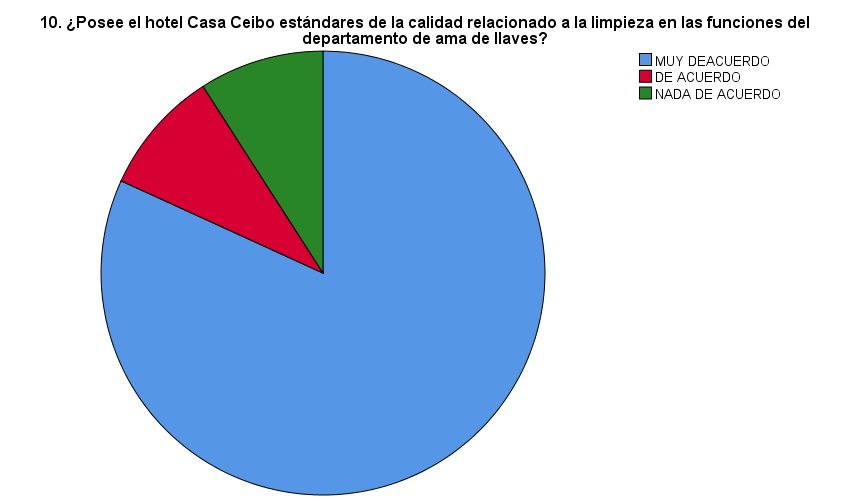 10. ¿Posee el hotel Casa Ceibo estándares de la calidad relacionado a la limpieza en las funciones del
departamento de ama de llaves?
MUY DEACUERDO
DE ACUERDO
NADA DE ACUERDO